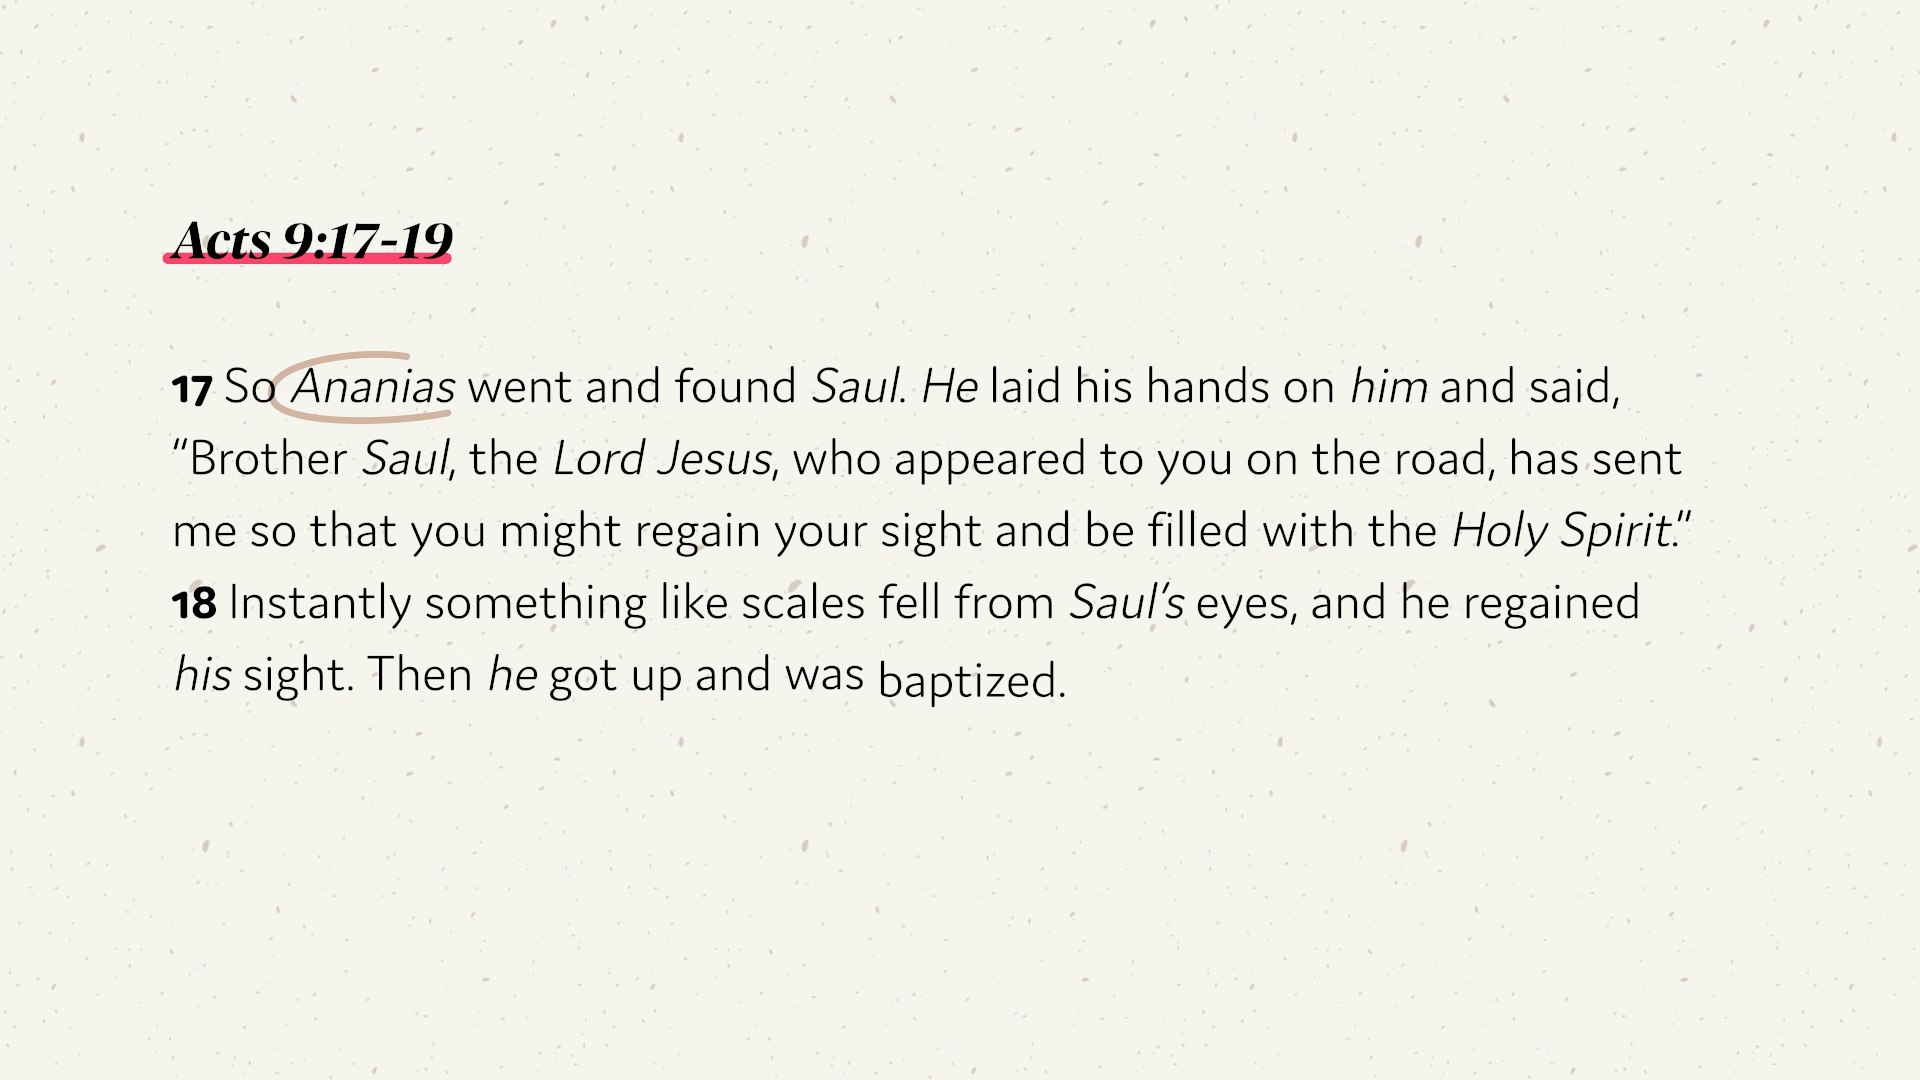 Acts 9:17-19
17 So Ananias went and found Saul. He laid his hands on him and said,
“Brother Saul, the Lord Jesus, who appeared to you on the road, has sent
me so that you might regain your sight and be filled with the Holy Spirit.”
18 Instantly something like scales fell from Saul’s eyes, and he regained
his sight. Then he got up and was baptized.